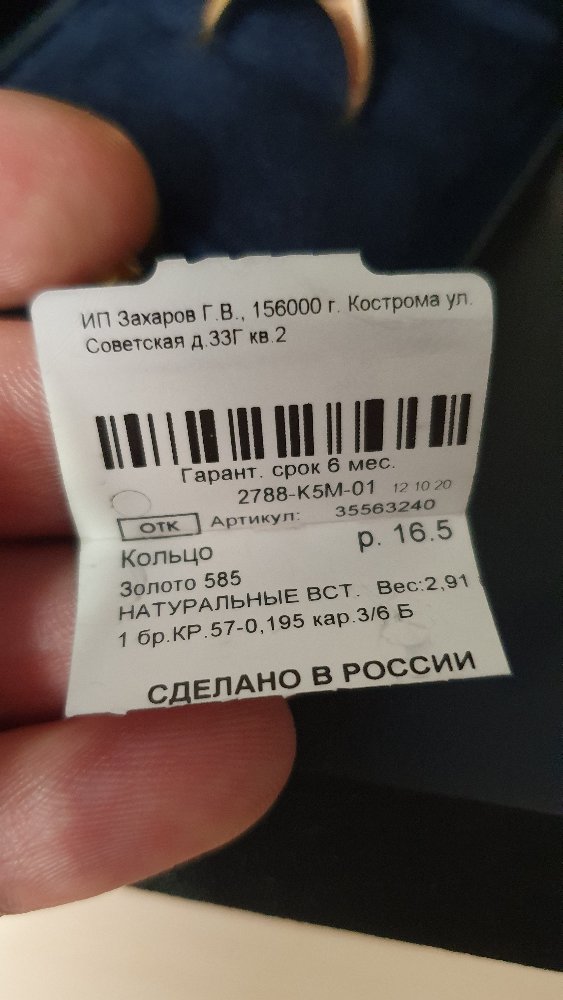 ИП Захаров Г.В., 156000 г. Кострома ул.
Советская д.33Г кв.2
Гарант. срок 6 мес.
2788-К5М-01 12 10 20
ОТК Артикул: 35563240
Кольцо р. 16.5
Золото 585
НАТУРАЛЬНЫЕ ВСТ. Вес:2,91
1 бр.КР.57-0,195 кар.3/6 Б
СДЕЛАНО В РОССИИ